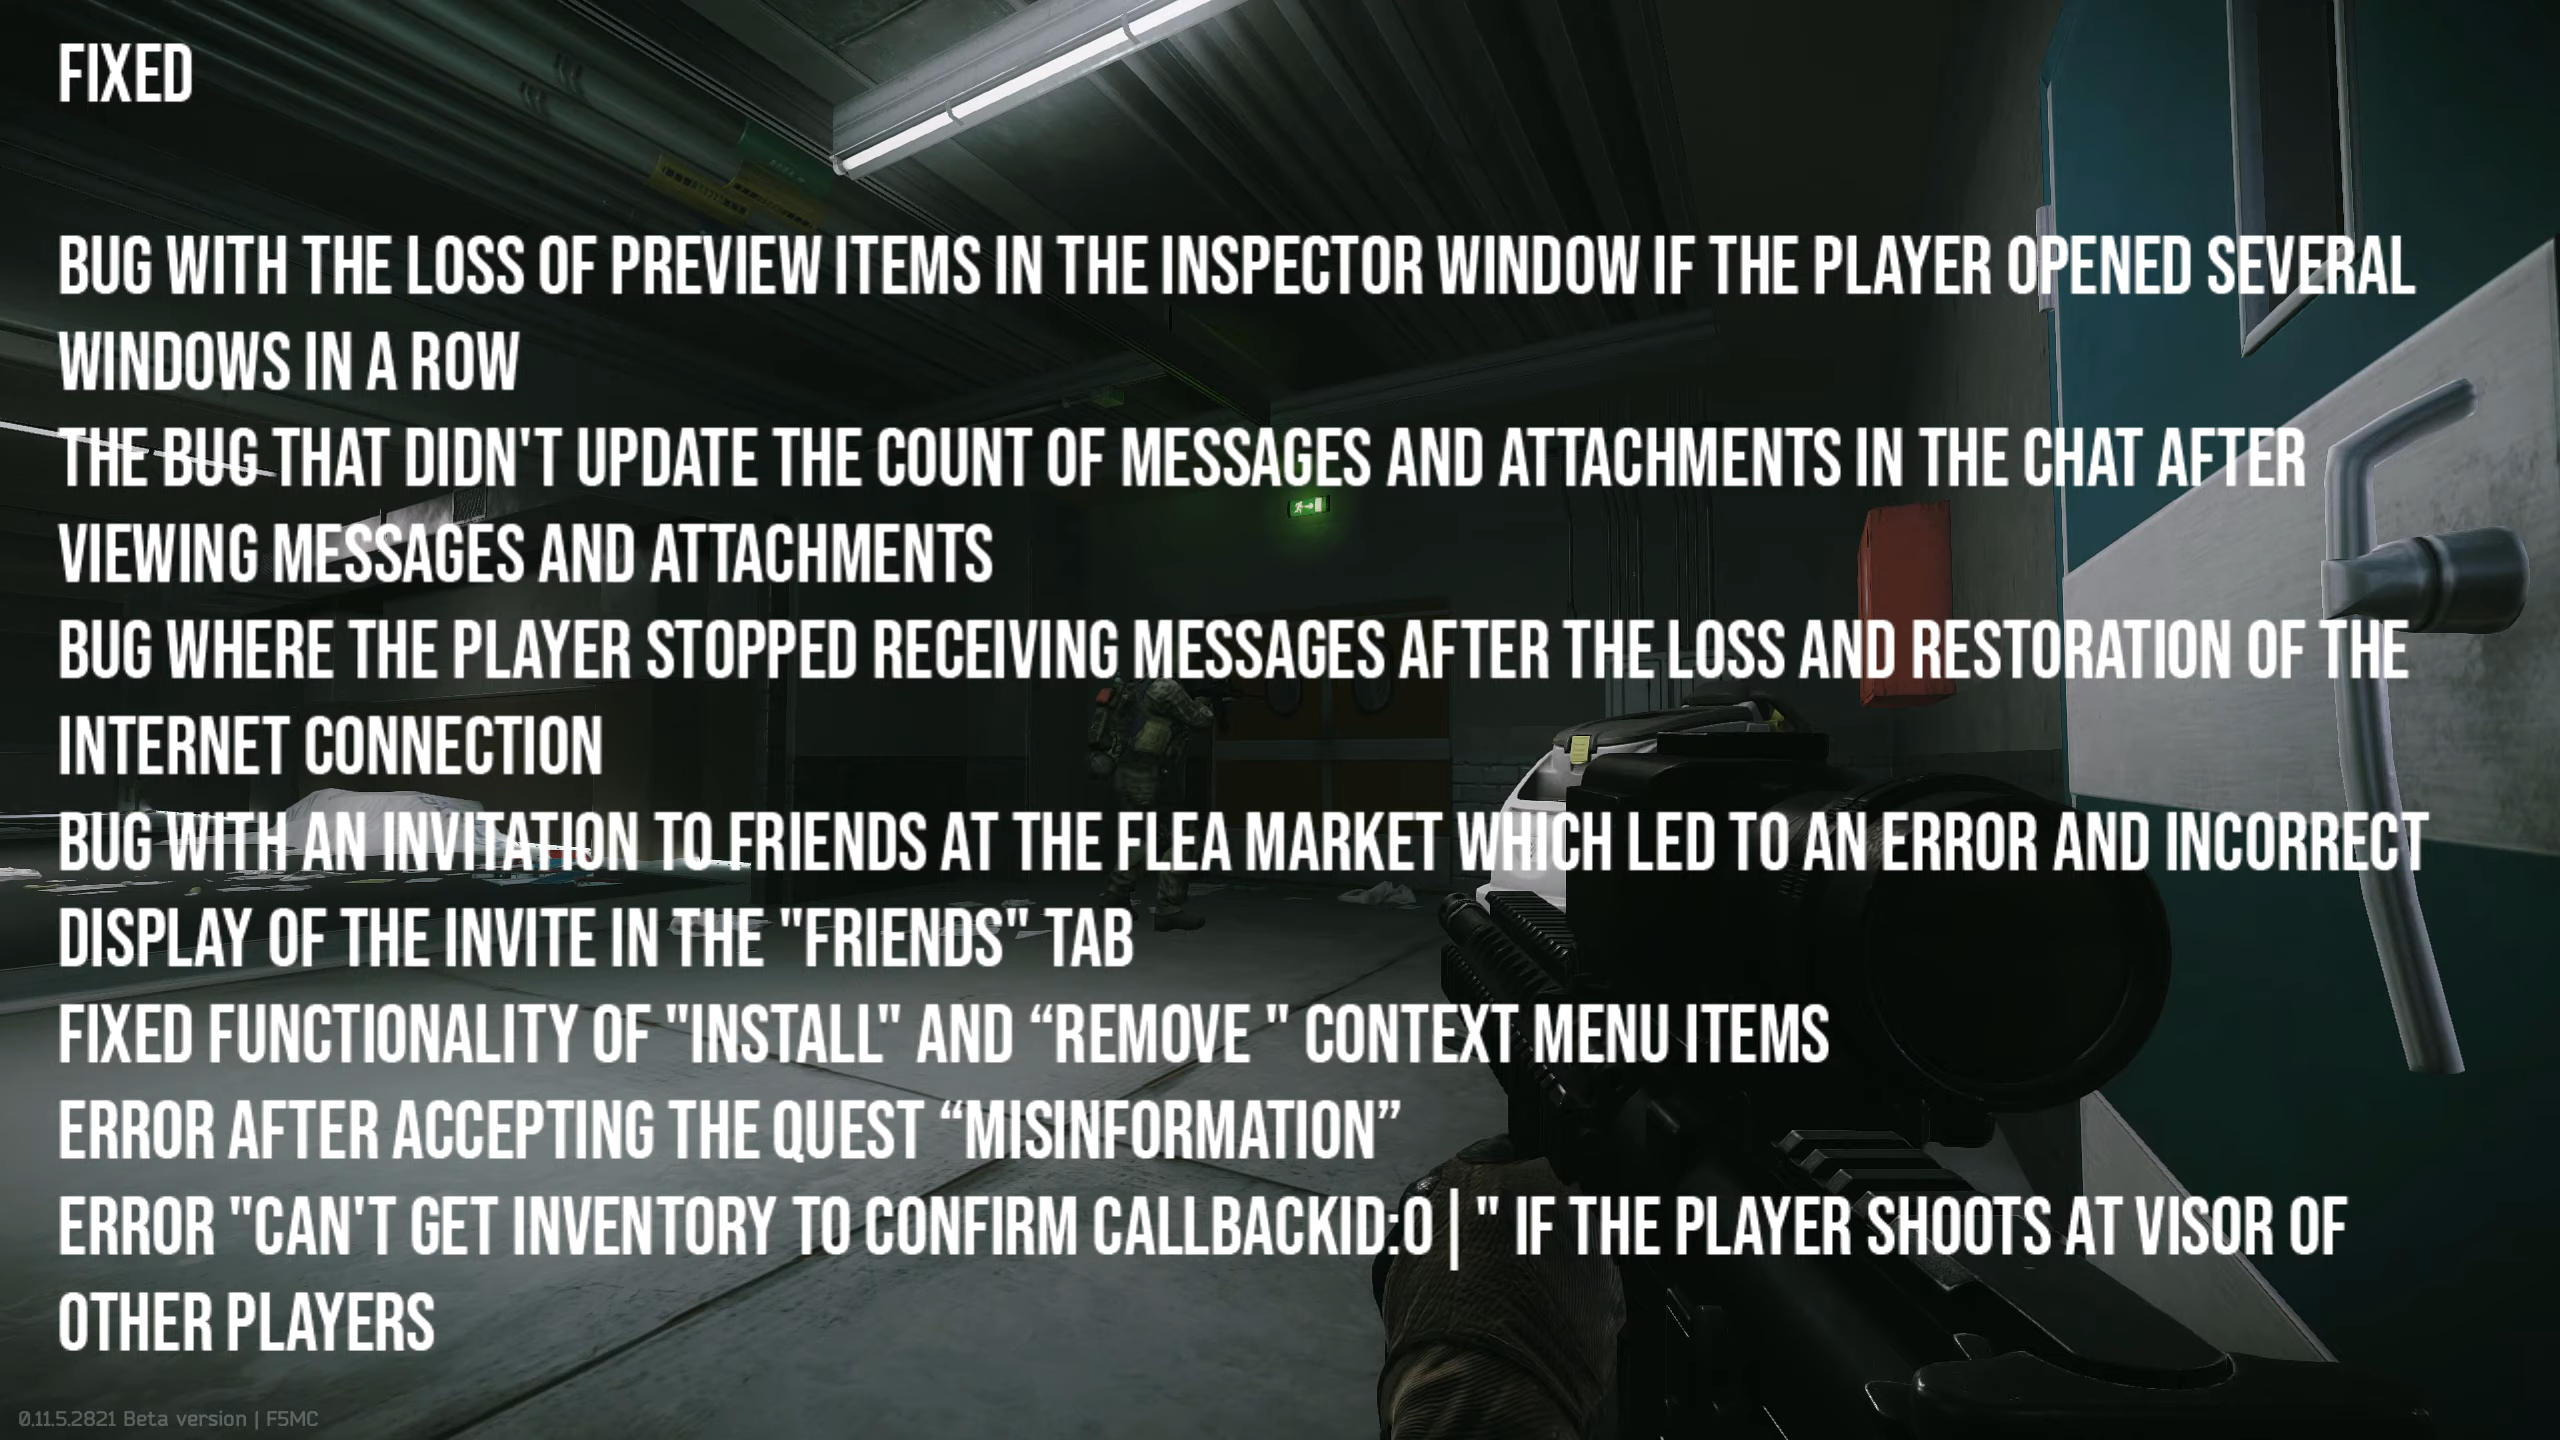 FIXED
BUG WITH THE LOSS OF PREVIEW ITEMS IN THE INSPECTOR WINDOW IF THE PLAYER OPENED SEVERAL
WINDOWS IN A ROW
THE BUG THAT DIDN'T UPDATE THE COUNT OF MESSAGES AND ATTACHMENTS IN THE CHAT AFTER
VIEWING MESSAGES AND ATTACHMENTS
BUG WHERE THE PLAYER STOPPED RECEIVING MESSAGES AFTER THE LOSS AND RESTORATION OF THE
INTERNET CONNECTION
BUG WITH AN INVITATION TO FRIENDS AT THE FLEA MARKET WHICH LED TO AN ERROR AND INCORRECT
DISPLAY OF THE INVITE IN THE "FRIENDS" TAB
FIXED FUNCTIONALITY OF "INSTALL" AND “REMOVE " CONTEXT MENU ITEMS
ERROR AFTER ACCEPTING THE QUEST “MISINFORMATION”
ERROR "CAN'T GET INVENTORY TO CONFIRM CALLBACKID:0 | " IF THE PLAYER SHOOTS AT VISOR OF
OTHER PLAYERS
0.11.5.2821 Beta version | F5MC